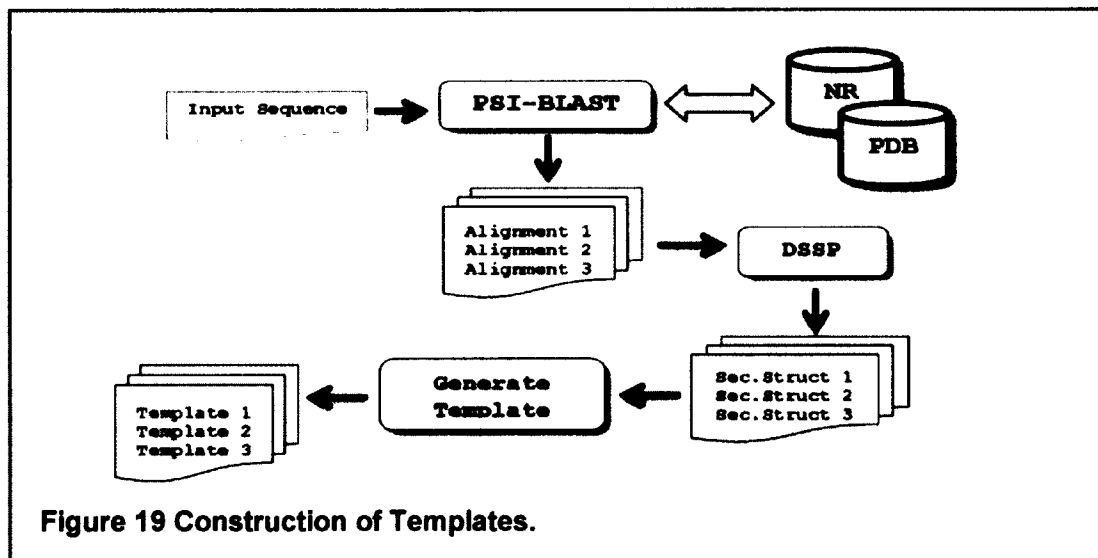 Input Sequence
PSI-BLAST
NR
PDB
Alignment 1
Alignment 2
Alignment 3
DSSP
Sec.Struct 1
Sec.Struct 2
Sec.Struct 3
Generate
Template
Template 1
Template 2
Template 3
Figure 19 Construction of Templates.